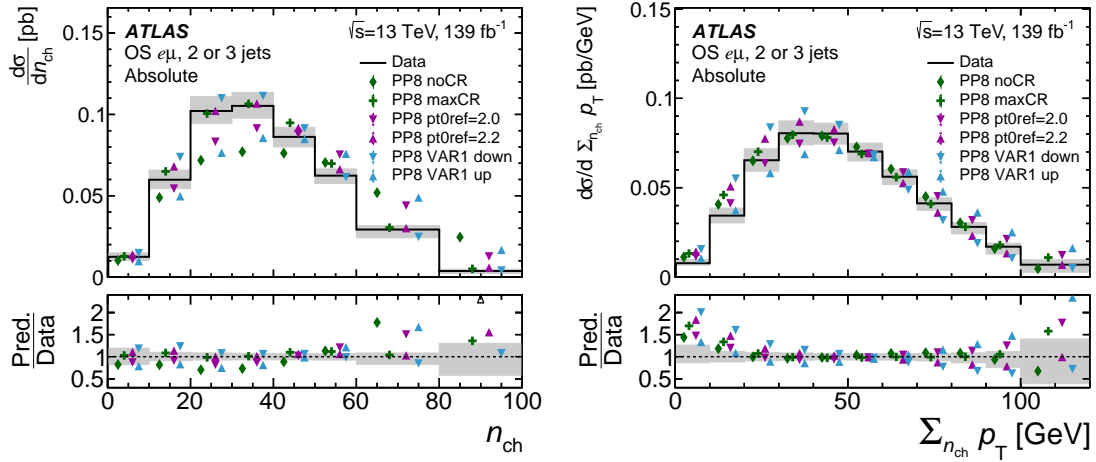 dσ/dn_ch [pb]
0.15
0.1
0.05
0
ATLAS
OS eμ, 2 or 3 jets
Absolute
√s=13 TeV, 139 fb⁻¹
Data
PP8 noCR
PP8 maxCR
PP8 pt0ref=2.0
PP8 pt0ref=2.2
PP8 VAR1 down
PP8 VAR1 up
Pred.
Data
2
1.5
1
0.5
0 20 40 60 80 100
n_ch
dσ/d Σ_{n_ch} p_T [pb/GeV]
0.15
0.1
0.05
0
ATLAS
OS eμ, 2 or 3 jets
Absolute
√s=13 TeV, 139 fb⁻¹
Data
PP8 noCR
PP8 maxCR
PP8 pt0ref=2.0
PP8 pt0ref=2.2
PP8 VAR1 down
PP8 VAR1 up
Pred.
Data
2
1.5
1
0.5
0 50 100
Σ_{n_ch} p_T [GeV]